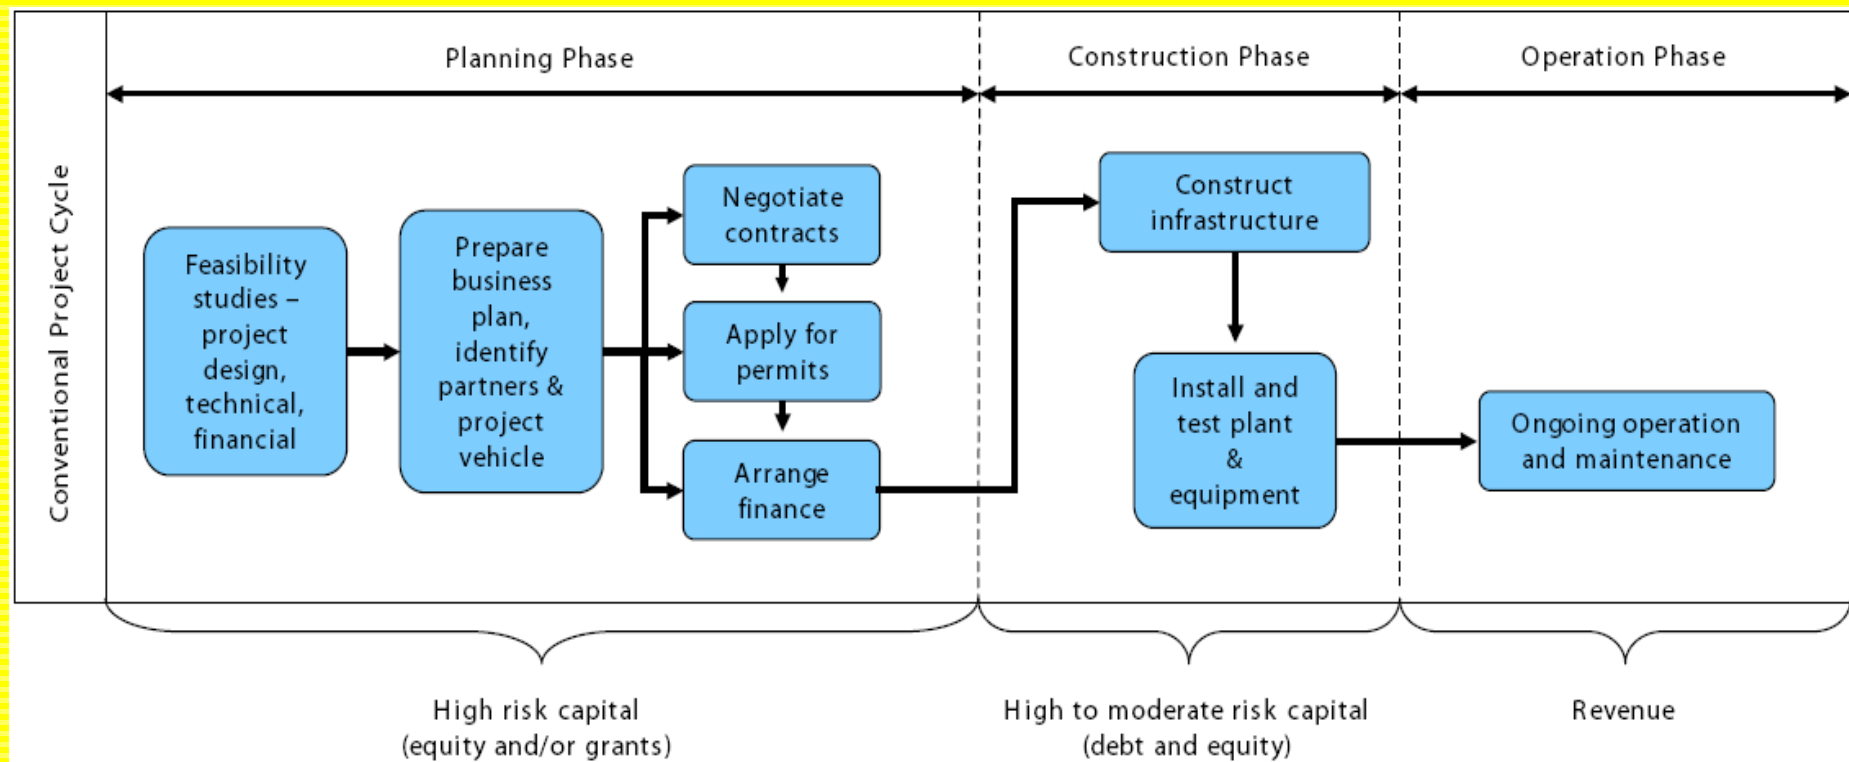 Planning Phase
Construction Phase
Operation Phase
Conventional Project Cycle
Feasibility
studies –
project
design,
technical,
financial
Prepare
business
plan,
identify
partners &
project
vehicle
Negotiate
contracts
Apply for
permits
Arrange
finance
Construct
infrastructure
Install and
test plant
&
equipment
Ongoing operation
and maintenance
High risk capital
(equity and/or grants)
High to moderate risk capital
(debt and equity)
Revenue